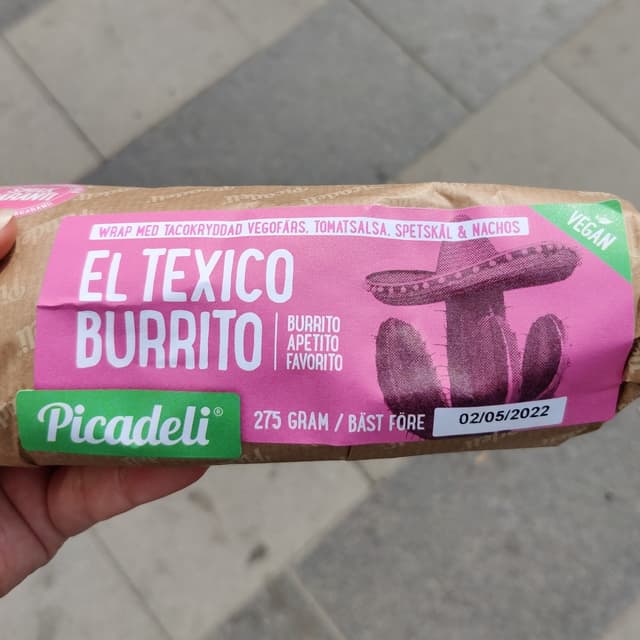 WRAP MED TACOKRYDDAD VEGOFÄRS, TOMATSALSA, SPETSKÅL & NACHOS
VEGAN
EL TEXICO
BURRITO
BURRITO
APETITO
FAVORITO
Picadeli®
275 GRAM / BÄST FÖRE 02/05/2022